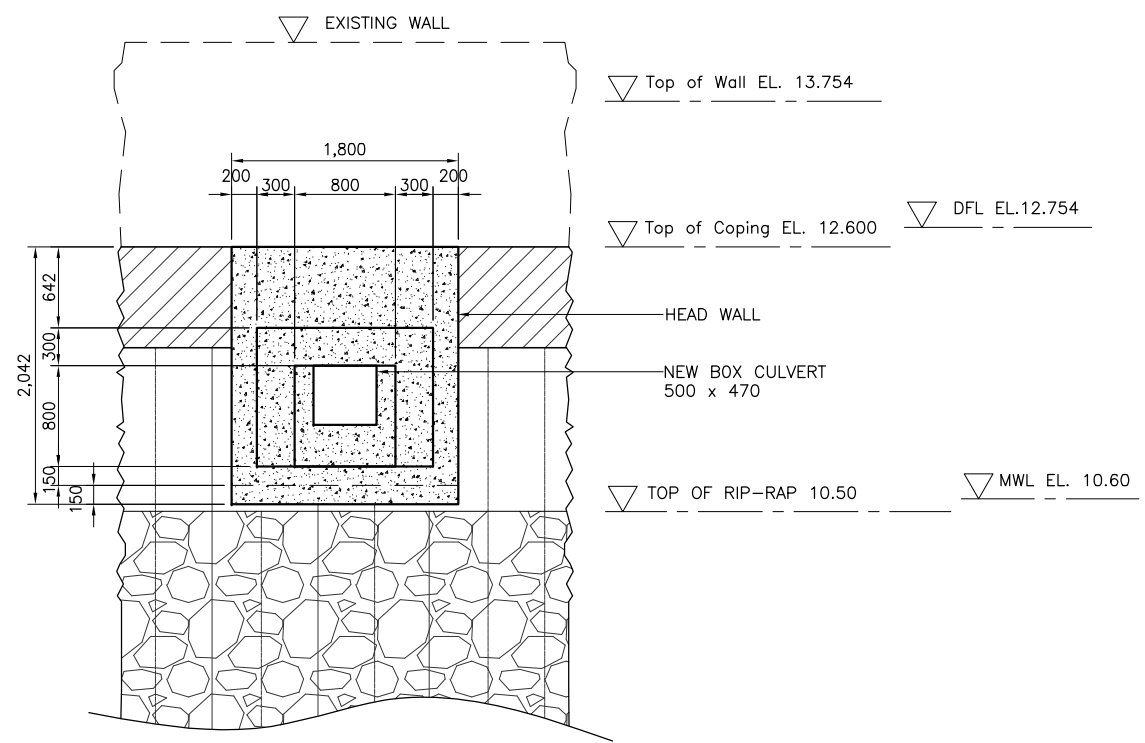 EXISTING WALL
Top of Wall EL. 13.754
1,800
200 300 800 300 200
DFL EL.12.754
Top of Coping EL. 12.600
642
HEAD WALL
300
2,042
NEW BOX CULVERT
500 x 470
800
150
150
MWL EL. 10.60
TOP OF RIP-RAP 10.50